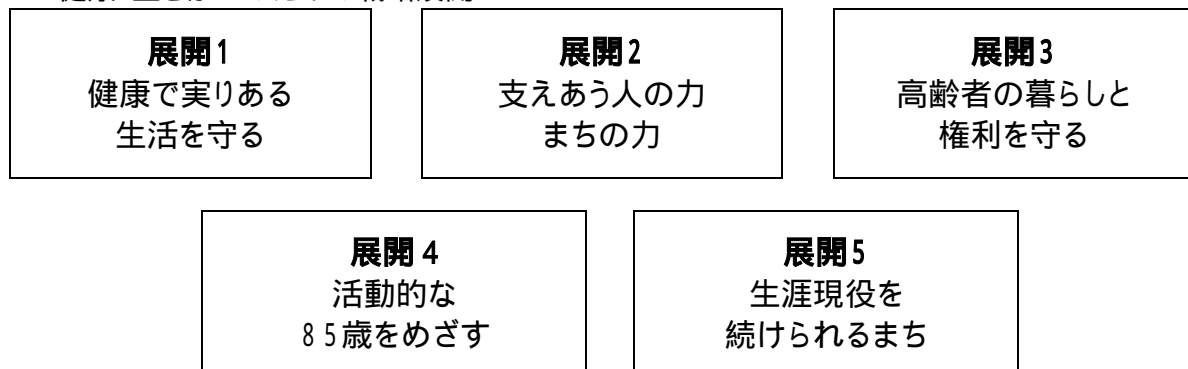 展開1
健康で実りある
生活を守る
展開2
支えあう人の力
まちの力
展開3
高齢者の暮らしと
権利を守る
展開4
活動的な
85歳をめざす
展開5
生涯現役を
続けられるまち